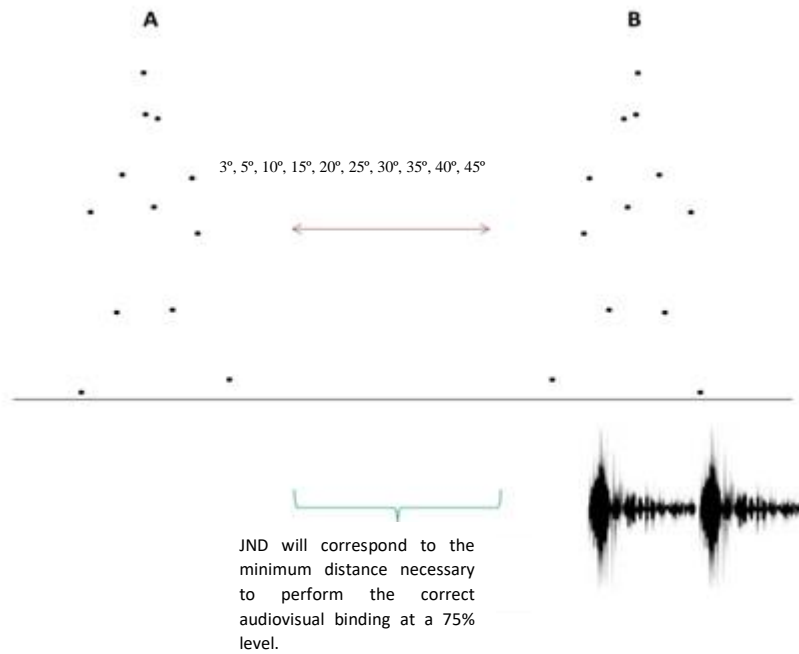 A
B
3º, 5º, 10º, 15º, 20º, 25º, 30º, 35º, 40º, 45º
JND will correspond to the
minimum distance necessary
to perform the correct
audiovisual binding at a 75%
level.